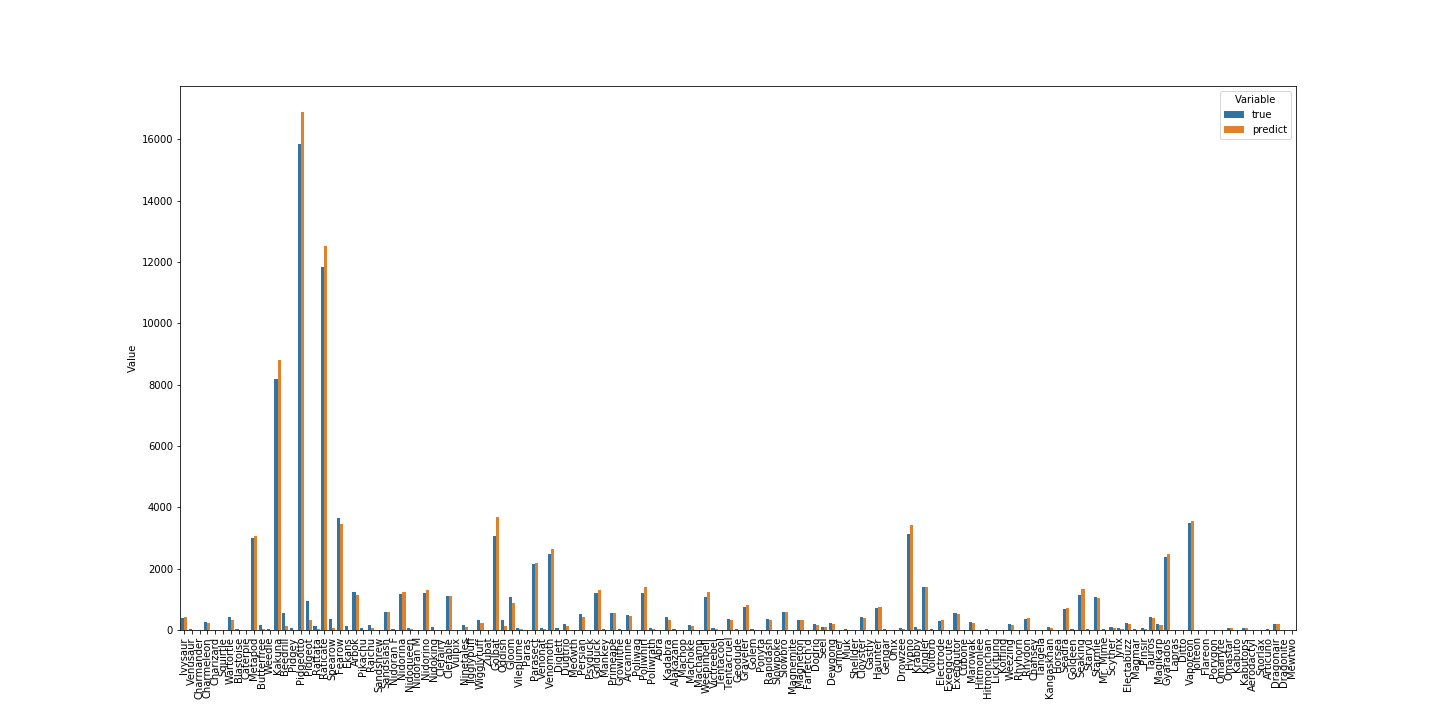 Variable
true
predict
Value
16000
14000
12000
10000
8000
6000
4000
2000
0
Ivysaur
Venusaur
Charmander
Charmeleon
Charizard
Squirtle
Wartortle
Blastoise
Caterpie
Metapod
Butterfree
Weedle
Kakuna
Beedrill
Pidgey
Pidgeotto
Pidgeot
Rattata
Raticate
Spearow
Fearow
Ekans
Arbok
Pikachu
Raichu
Sandshrew
Sandslash
Nidoran F
Nidorina
Nidoqueen
Nidoran M
Nidorino
Nidoking
Clefairy
Clefable
Vulpix
Ninetales
Jigglypuff
Wigglytuff
Zubat
Golbat
Oddish
Gloom
Vileplume
Paras
Parasect
Venonat
Venomoth
Diglett
Dugtrio
Meowth
Persian
Psyduck
Golduck
Mankey
Primeape
Growlithe
Arcanine
Poliwag
Poliwhirl
Poliwrath
Abra
Kadabra
Alakazam
Machop
Machoke
Machamp
Weepinbell
Victreebel
Tentacool
Tentacruel
Geodude
Graveler
Golem
Ponyta
Rapidash
Slowpoke
Slowbro
Magnemite
Magneton
Farfetch'd
Doduo
Dodrio
Seel
Dewgong
Grimer
Muk
Shellder
Cloyster
Gastly
Haunter
Gengar
Onix
Drowzee
Hypno
Krabby
Kingler
Voltorb
Electrode
Exeggcute
Exeggutor
Cubone
Marowak
Hitmonlee
Hitmonchan
Lickitung
Koffing
Weezing
Rhyhorn
Rhydon
Chansey
Tangela
Kangaskhan
Horsea
Seadra
Goldeen
Seaking
Staryu
Starmie
Mr. Mime
Scyther
Jynx
Electabuzz
Magmar
Pinsir
Tauros
Magikarp
Gyarados
Lapras
Ditto
Vaporeon
Jolteon
Flareon
Porygon
Omanyte
Omastar
Kabuto
Kabutops
Aerodactyl
Snorlax
Articuno
Dragonair
Dragonite
Mewtwo